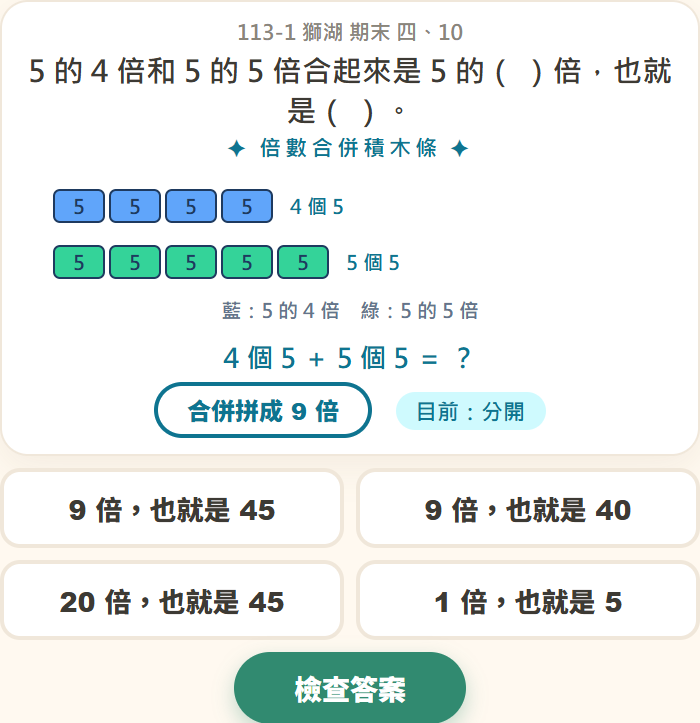 113-1 獅湖 期末 四、10
5 的 4 倍和 5 的 5 倍合起來是 5 的 (　) 倍，也就
是 (　) 。
✦ 倍數合併積木條 ✦
5 5 5 5 4 個 5
5 5 5 5 5 5 個 5
藍：5 的 4 倍　綠：5 的 5 倍
4 個 5 + 5 個 5 = ?
合併拼成 9 倍　目前：分開
9 倍，也就是 45　9 倍，也就是 40
20 倍，也就是 45　1 倍，也就是 5
檢查答案